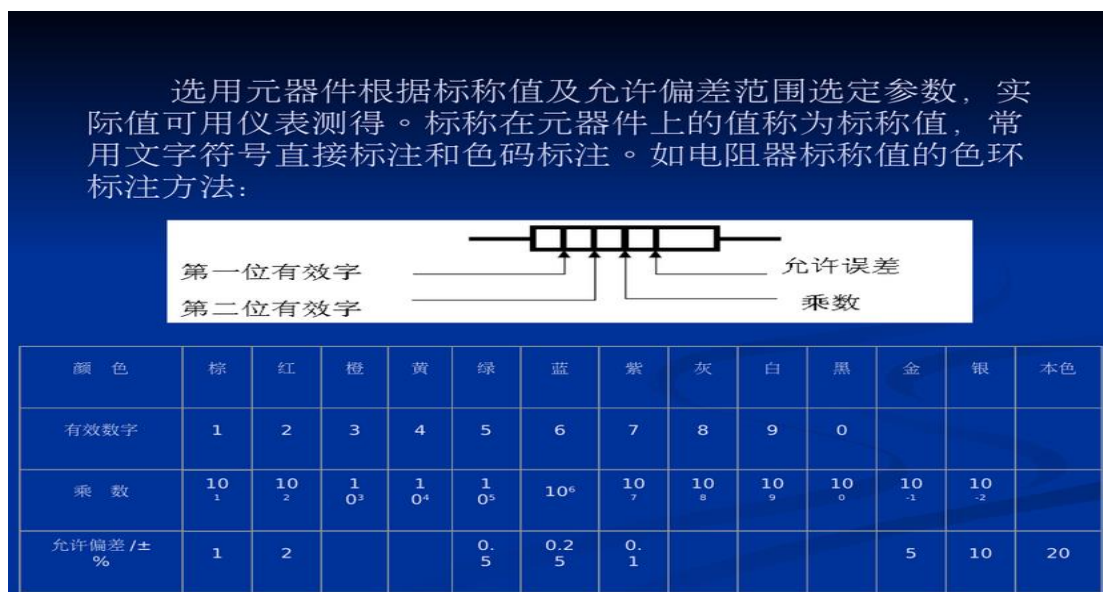 选用元器件根据标称值及允许偏差范围选定参数，实
际值可用仪表测得。标称在元器件上的值称为标称值，常
用文字符号直接标注和色码标注。如电阻器标称值的色环
标注方法：
第一位有效字 允许误差
第二位有效字 乘数
颜 色 棕 红 橙 黄 绿 蓝 紫 灰 白 黑 金 银 本色
有效数字 1 2 3 4 5 6 7 8 9 0
乘 数 10¹ 10² 10³ 10⁴ 10⁵ 10⁶ 10⁷ 10⁸ 10⁹ 10⁰ 10⁻¹ 10⁻²
允许偏差/±% 1 2 0.5 0.25 0.1 5 10 20